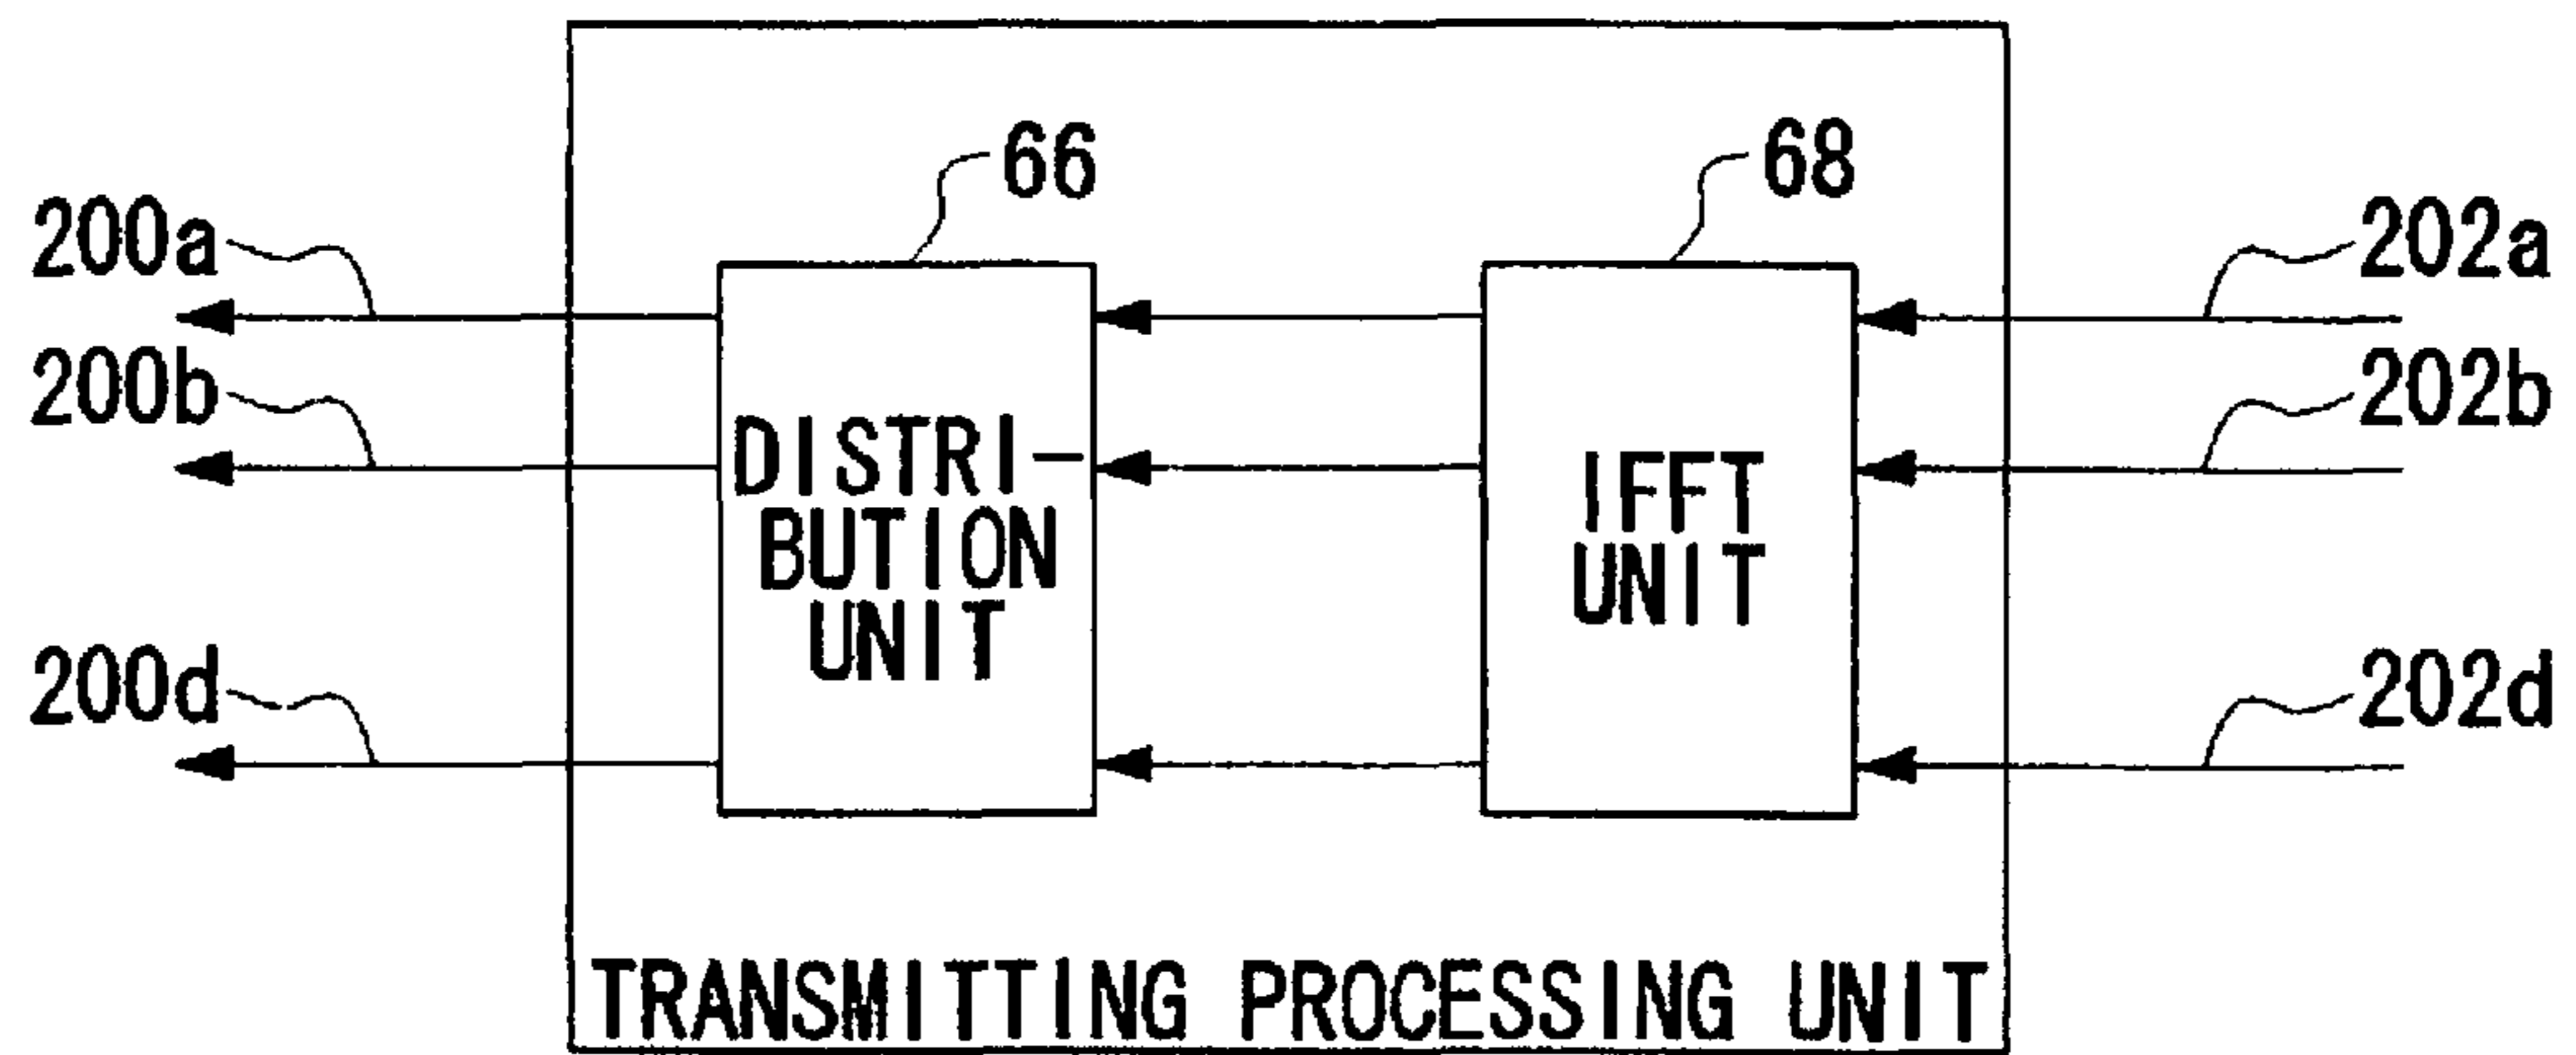 66
68
200a
202a
200b
202b
DISTRI-
BUTION
UNIT
IFFT
UNIT
200d
202d
TRANSMITTING PROCESSING UNIT